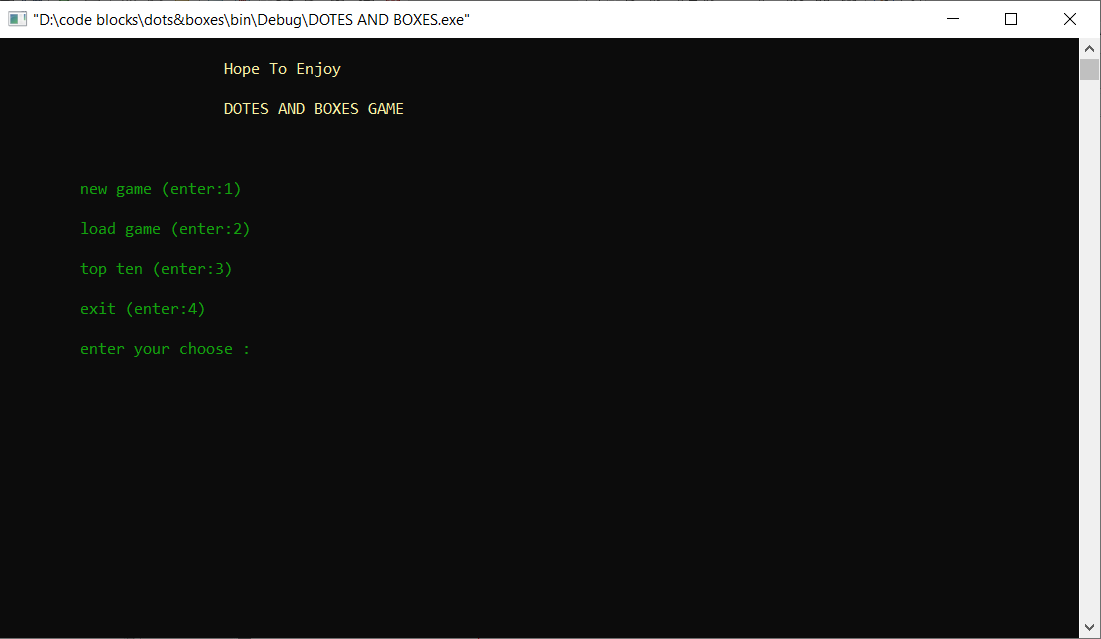 "D:\code blocks\dots&boxes\bin\Debug\DOTES AND BOXES.exe"
Hope To Enjoy
DOTES AND BOXES GAME
new game (enter:1)
load game (enter:2)
top ten (enter:3)
exit (enter:4)
enter your choose :